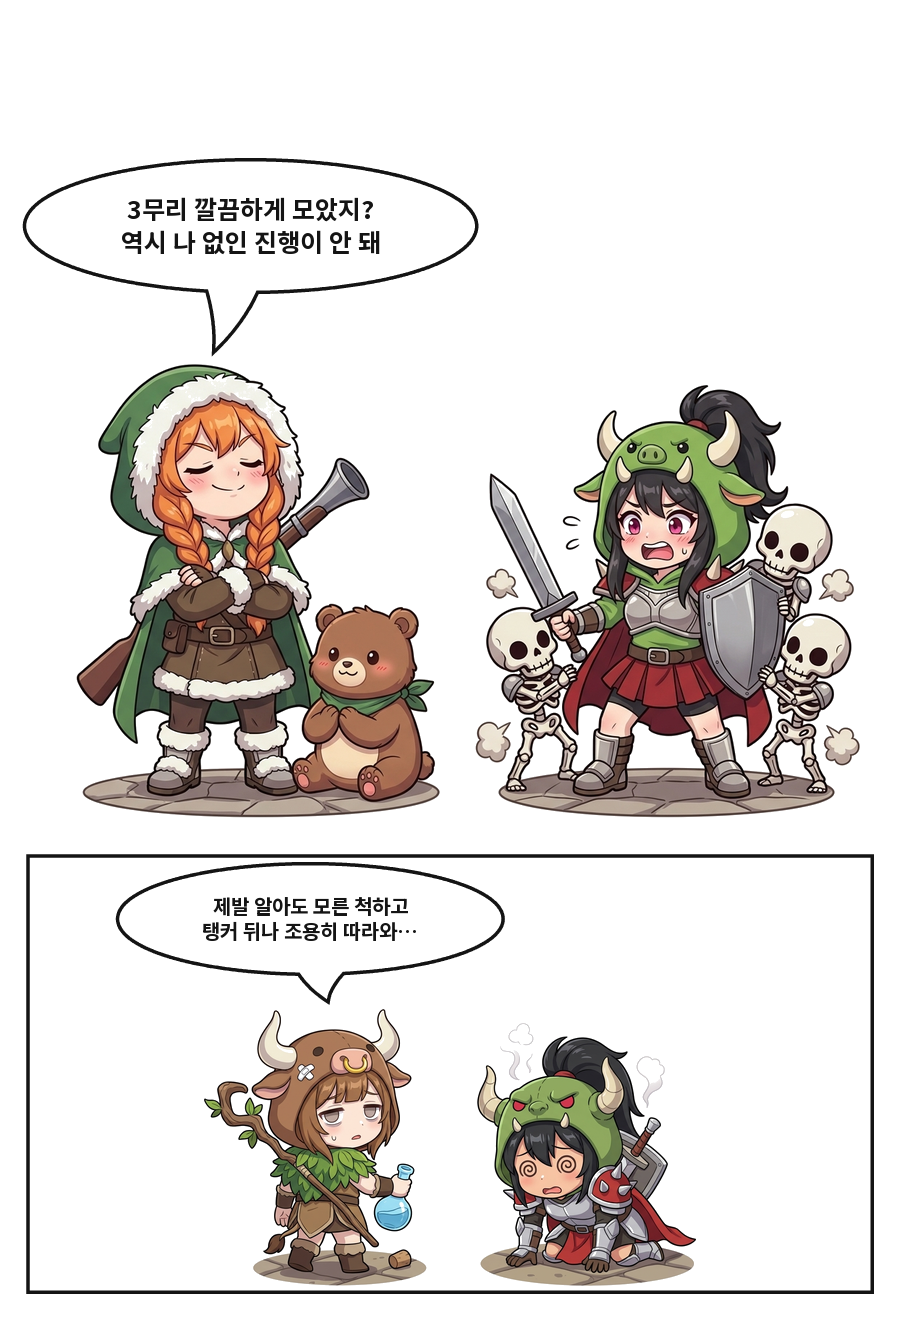 3무리 깔끔하게 모았지?
역시 나 없인 진행이 안 돼
제발 알아도 모른 척하고
탱커 뒤나 조용히 따라와…